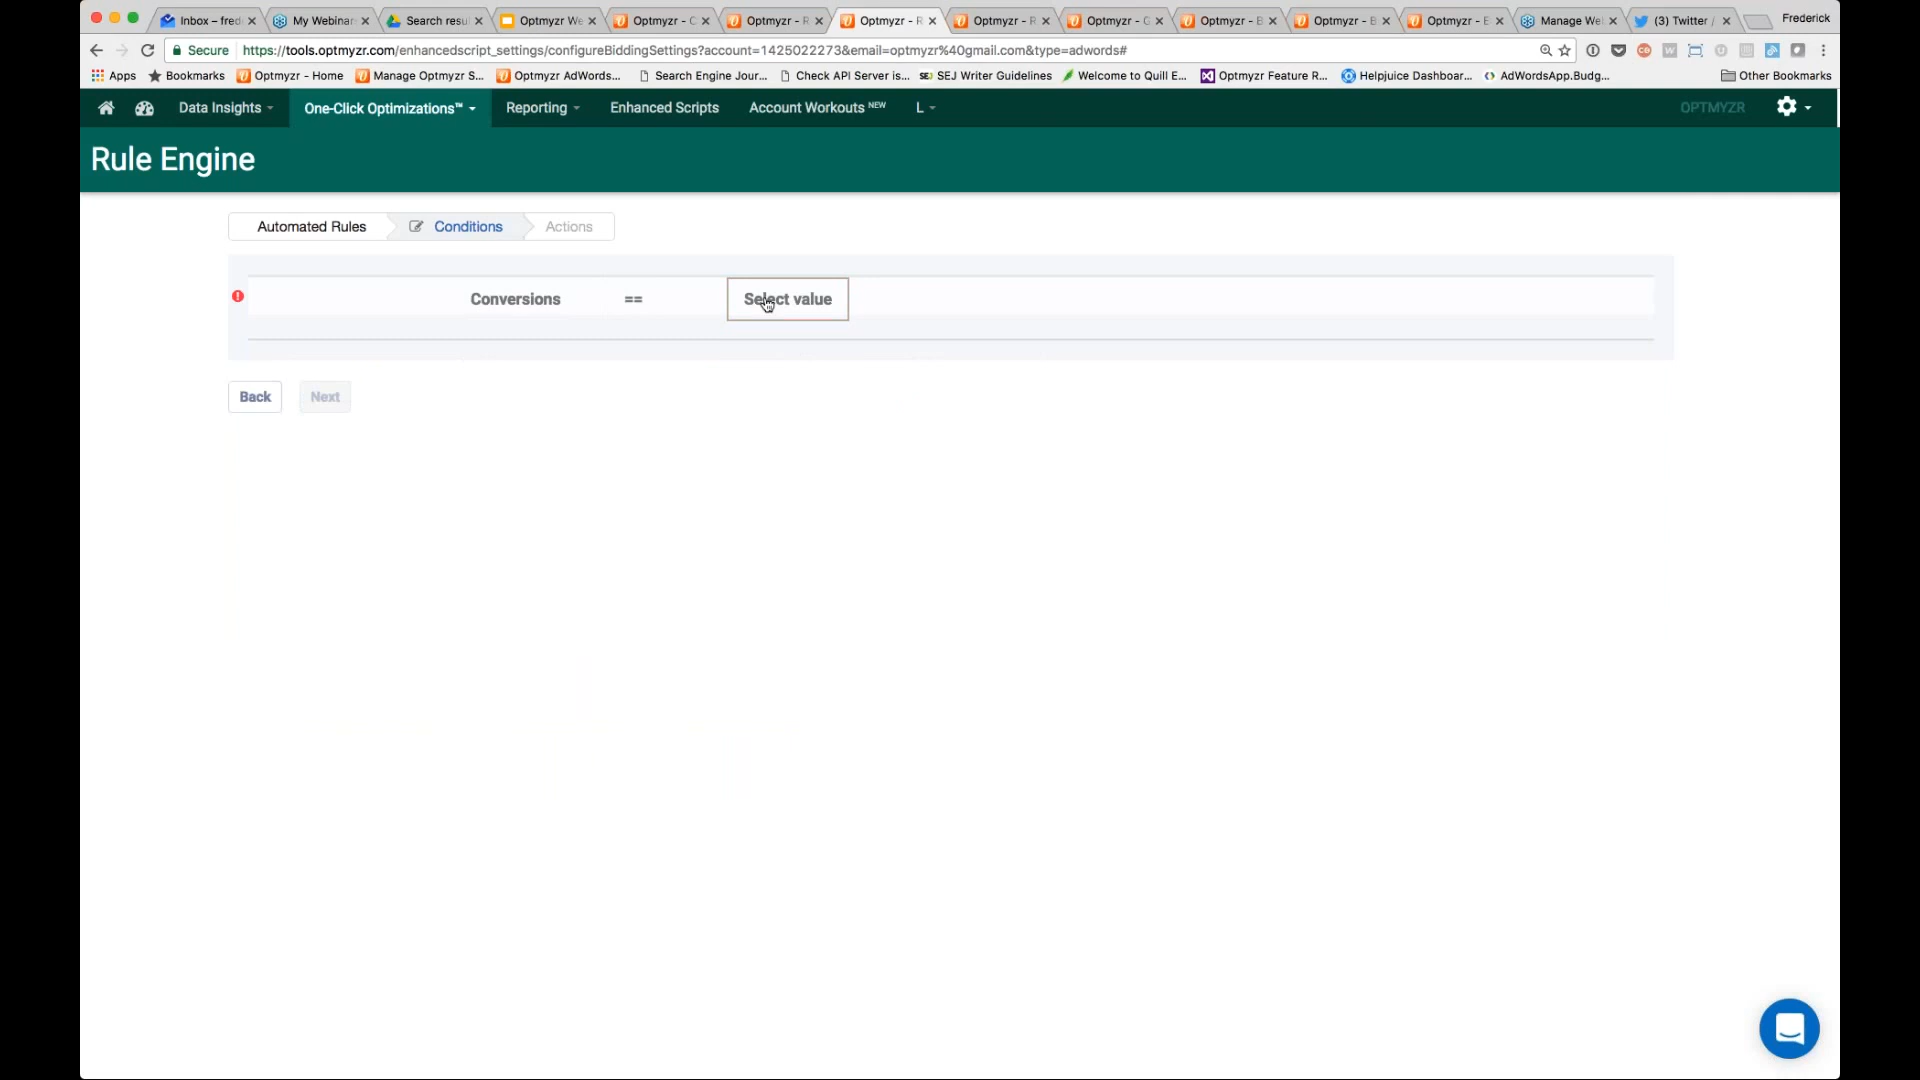 Inbox – fred
My Webinar
Search resu
Optmyzr We
Optmyzr - C
Optmyzr - R
Optmyzr - R
Optmyzr - R
Optmyzr - B
Optmyzr - B
Optmyzr - E
Manage We
(3) Twitter /
Frederick
Secure https://tools.optmyzr.com/enhancedscript_settings/configureBiddingSettings?account=1425022273&email=optmyzr%40gmail.com&type=adwords#
Apps
Bookmarks
Optmyzr - Home
Manage Optmyzr S...
Optmyzr AdWords...
Search Engine Jour...
Check API Server is...
SEJ Writer Guidelines
Welcome to Quill E...
Optmyzr Feature R...
Helpjuice Dashboar...
AdWordsApp.Budg...
Other Bookmarks
Data Insights
One-Click Optimizations™
Reporting
Enhanced Scripts
Account Workouts NEW
L
OPTMYZR
Rule Engine
Automated Rules
Conditions
Actions
Conversions == Select value
Back
Next